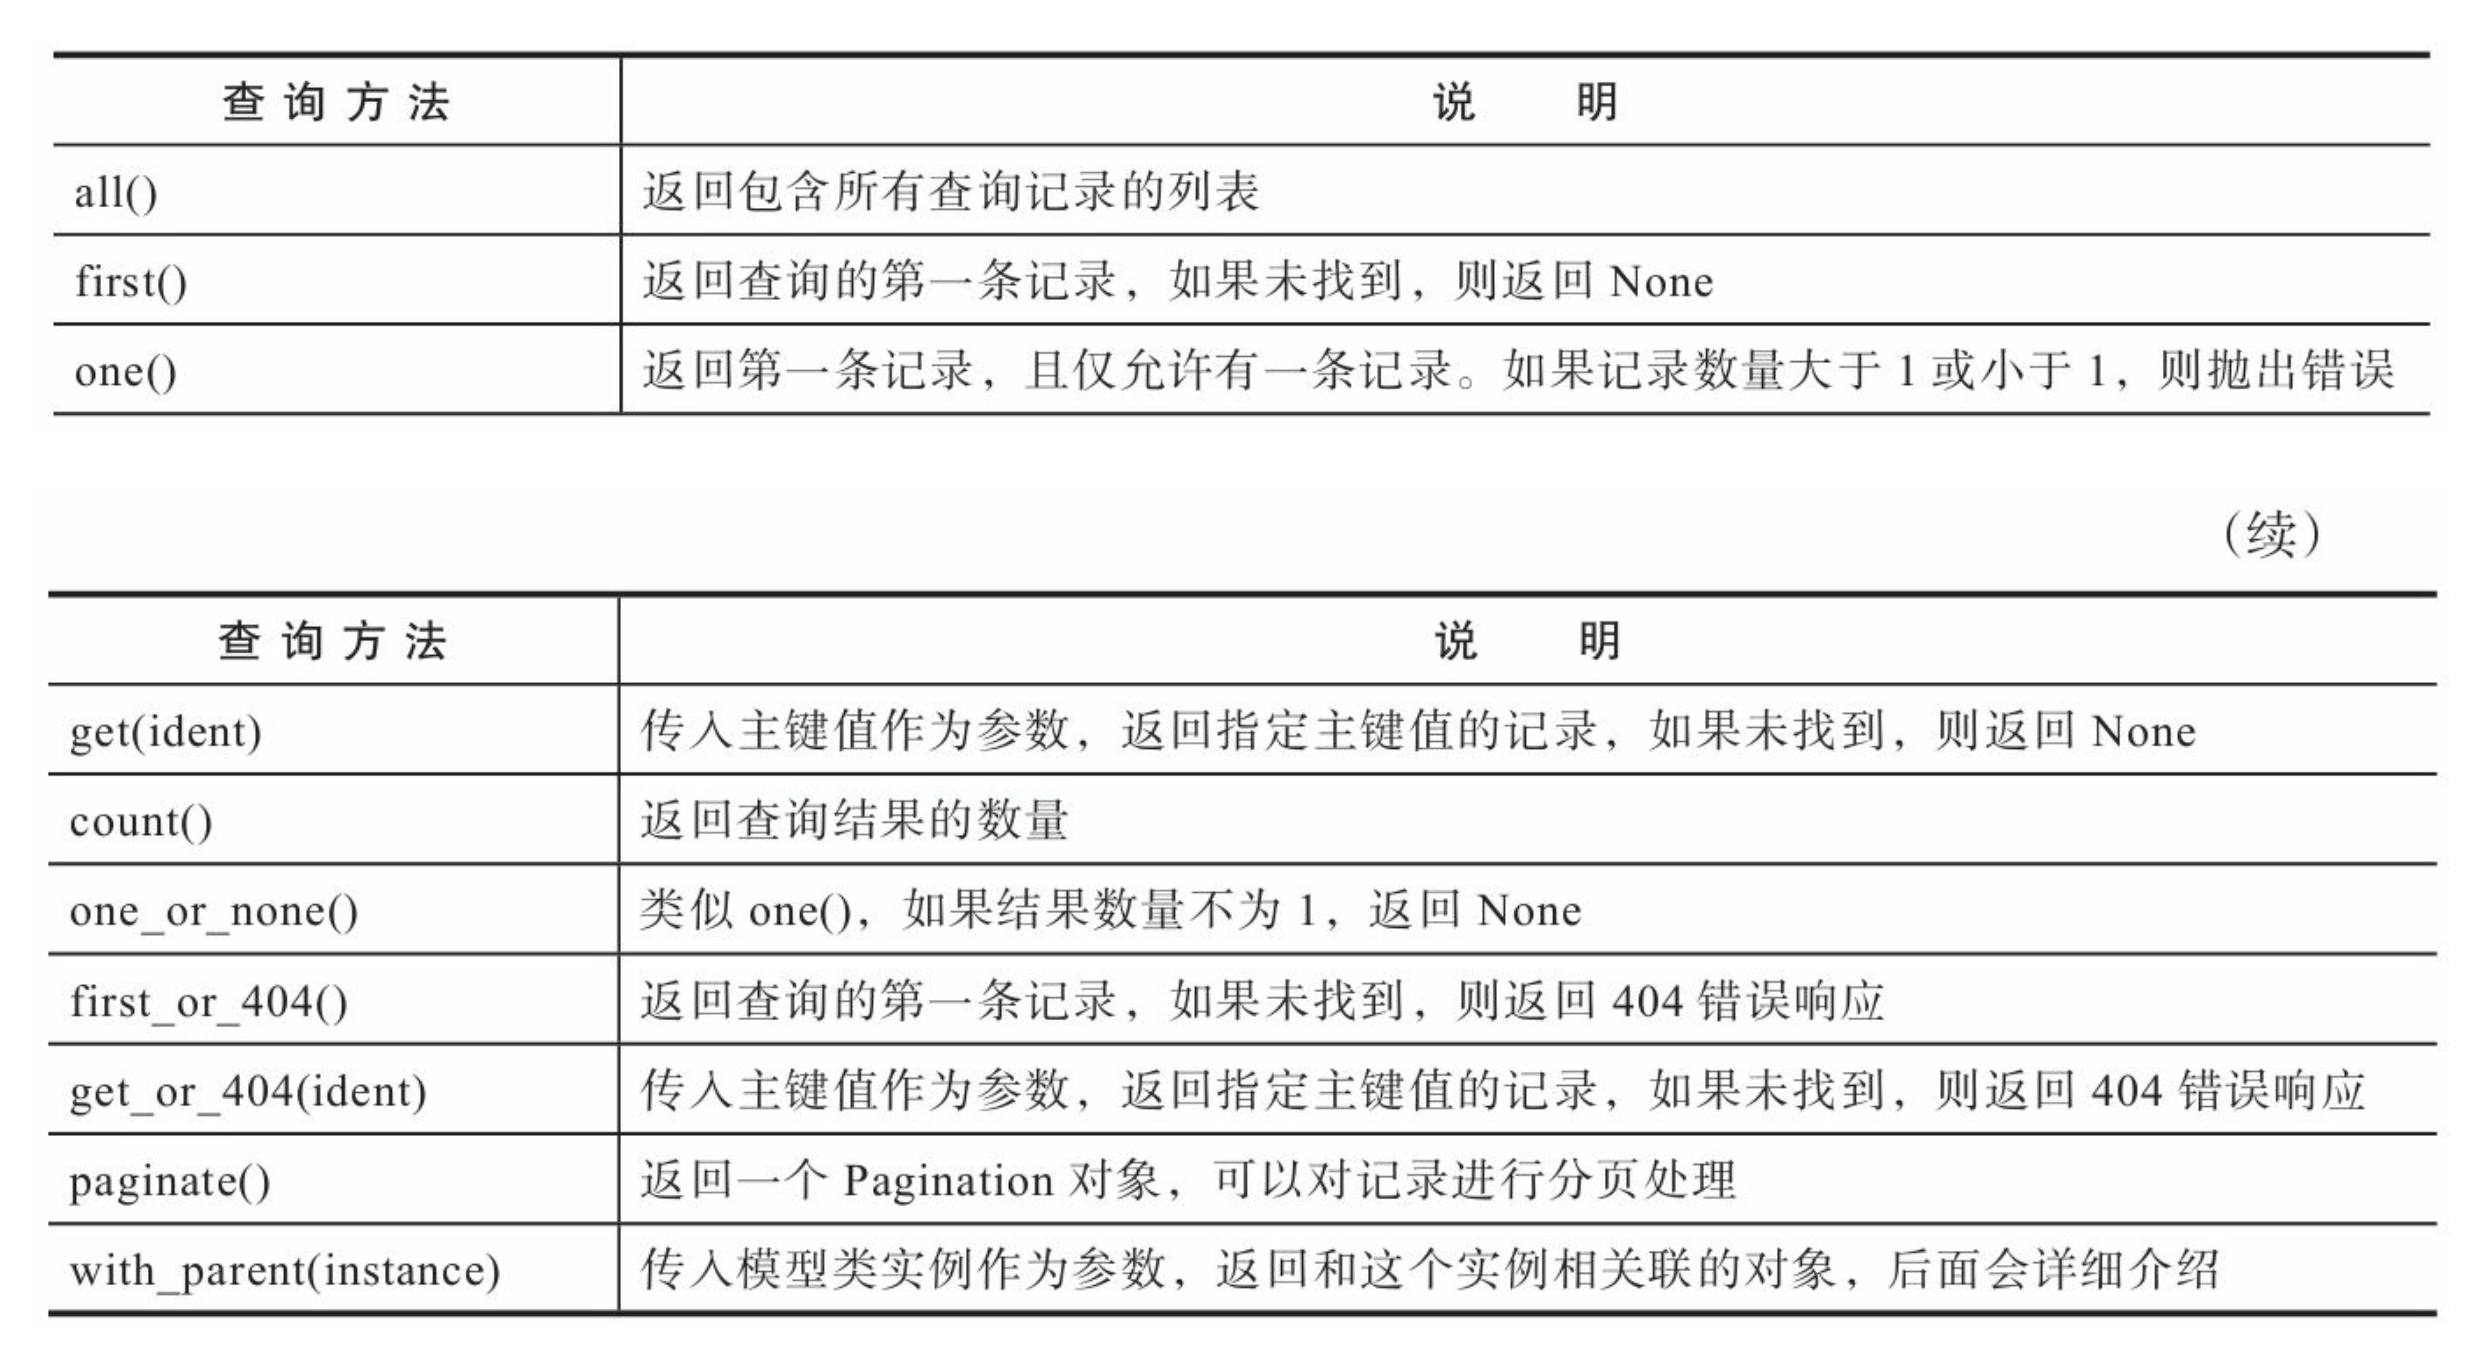 查询方法 说明
all() 返回包含所有查询记录的列表
first() 返回查询的第一条记录，如果未找到，则返回 None
one() 返回第一条记录，且仅允许有一条记录。如果记录数量大于 1 或小于 1，则抛出错误
（续）
查询方法 说明
get(ident) 传入主键值作为参数，返回指定主键值的记录，如果未找到，则返回 None
count() 返回查询结果的数量
one_or_none() 类似 one()，如果结果数量不为 1，返回 None
first_or_404() 返回查询的第一条记录，如果未找到，则返回 404 错误响应
get_or_404(ident) 传入主键值作为参数，返回指定主键值的记录，如果未找到，则返回 404 错误响应
paginate() 返回一个 Pagination 对象，可以对记录进行分页处理
with_parent(instance) 传入模型类实例作为参数，返回和这个实例相关联的对象，后面会详细介绍